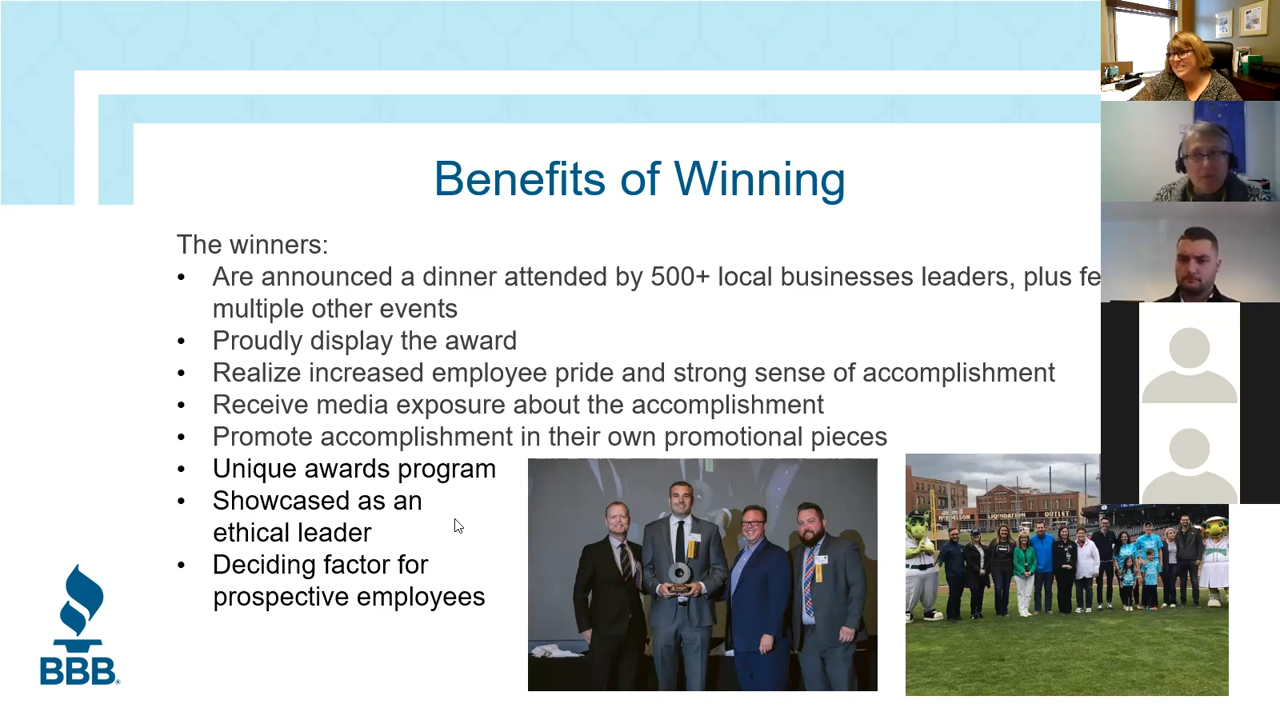 Benefits of Winning
The winners:
• Are announced a dinner attended by 500+ local businesses leaders, plus fe
multiple other events
• Proudly display the award
• Realize increased employee pride and strong sense of accomplishment
• Receive media exposure about the accomplishment
• Promote accomplishment in their own promotional pieces
• Unique awards program
• Showcased as an
ethical leader
• Deciding factor for
prospective employees
LIQUIDATION OUTLET
BBB.